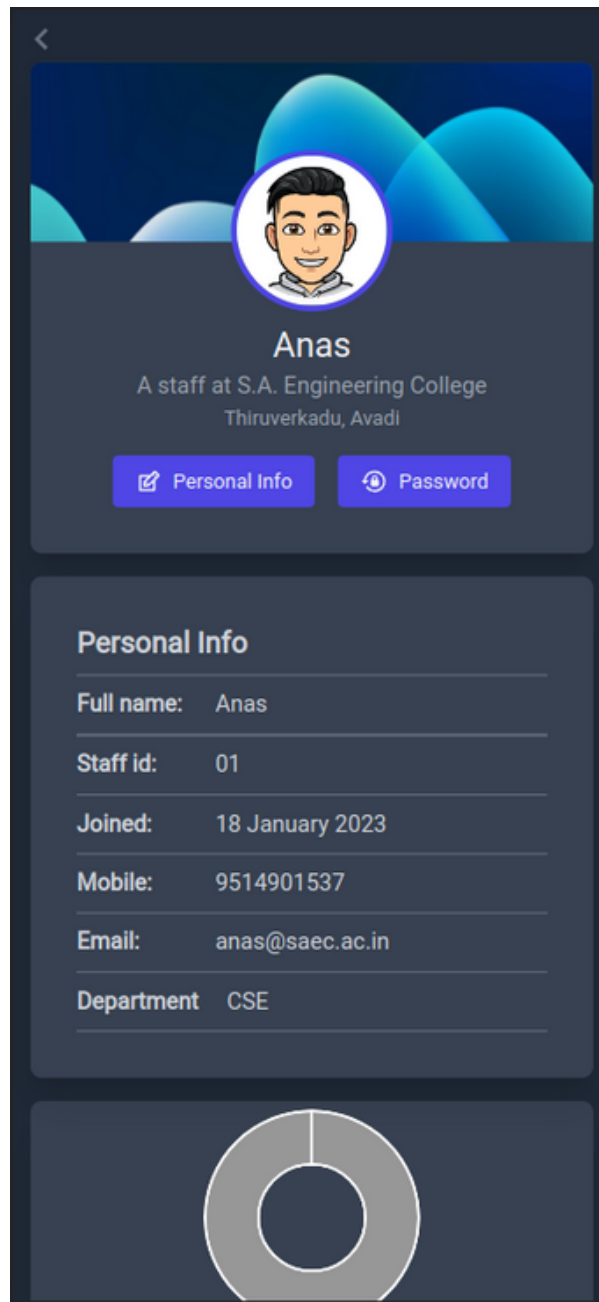 Anas
A staff at S.A. Engineering College
Thiruverkadu, Avadi
Personal Info Password
Personal Info
Full name: Anas
Staff id: 01
Joined: 18 January 2023
Mobile: 9514901537
Email: anas@saec.ac.in
Department CSE